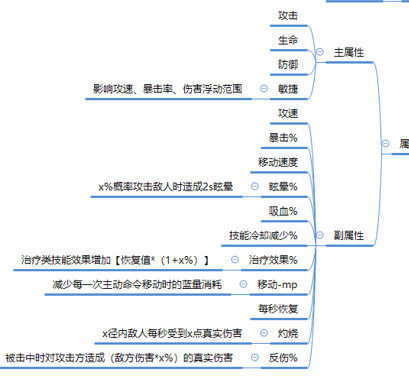 攻击
生命
主属性
防御
影响攻速、暴击率、伤害浮动范围
敏捷
攻速
属
暴击%
移动速度
x%概率攻击敌人时造成2s眩晕
眩晕%
吸血%
技能冷却减少%
副属性
治疗类技能效果增加【恢复值*（1+x%）】
治疗效果%
减少每一次主动命令移动时的蓝量消耗
移动-mp
每秒恢复
x径内敌人每秒受到x点真实伤害
灼烧
被击中时对攻击方造成（敌方伤害*x%）的真实伤害
反伤%